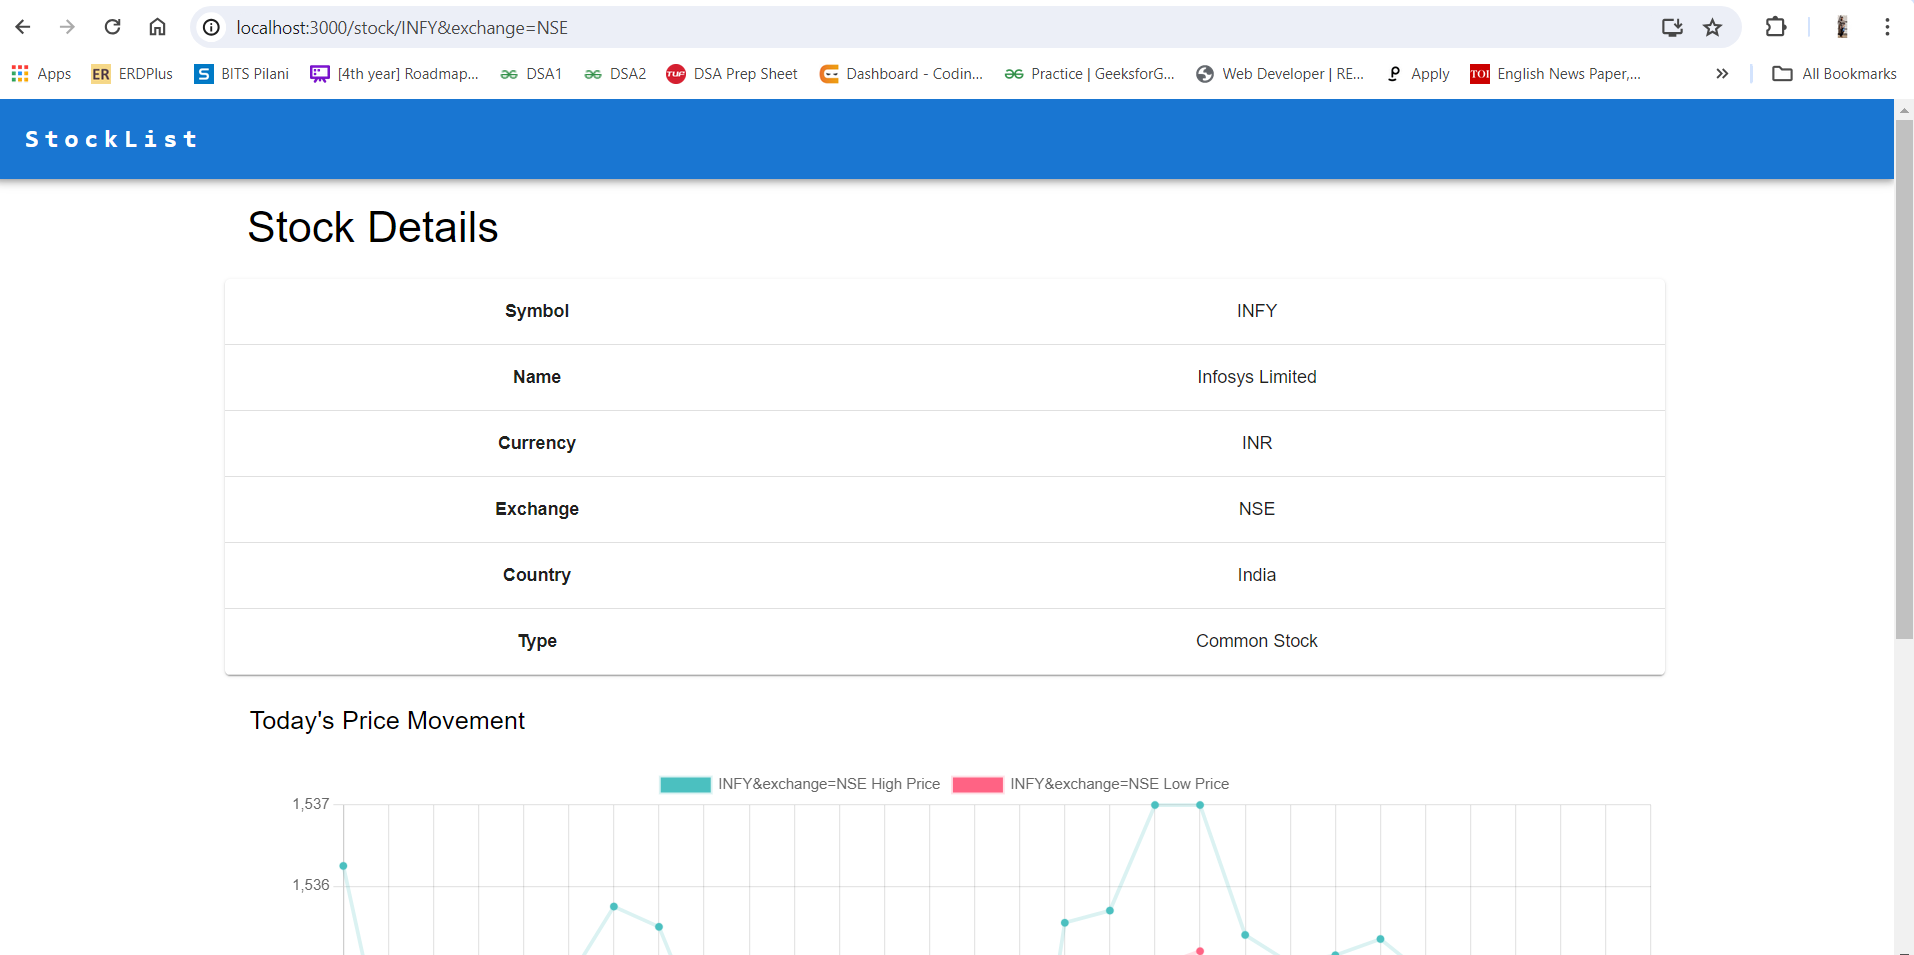 localhost:3000/stock/INFY&exchange=NSE
Apps ER ERDPlus S BITS Pilani [4th year] Roadmap... DSA1 DSA2 TUF DSA Prep Sheet Dashboard - Codin... Practice | GeeksforG... Web Developer | RE... Apply TOI English News Paper,... All Bookmarks
StockList
Stock Details
Symbol INFY
Name Infosys Limited
Currency INR
Exchange NSE
Country India
Type Common Stock
Today's Price Movement
INFY&exchange=NSE High Price INFY&exchange=NSE Low Price
1,537
1,536